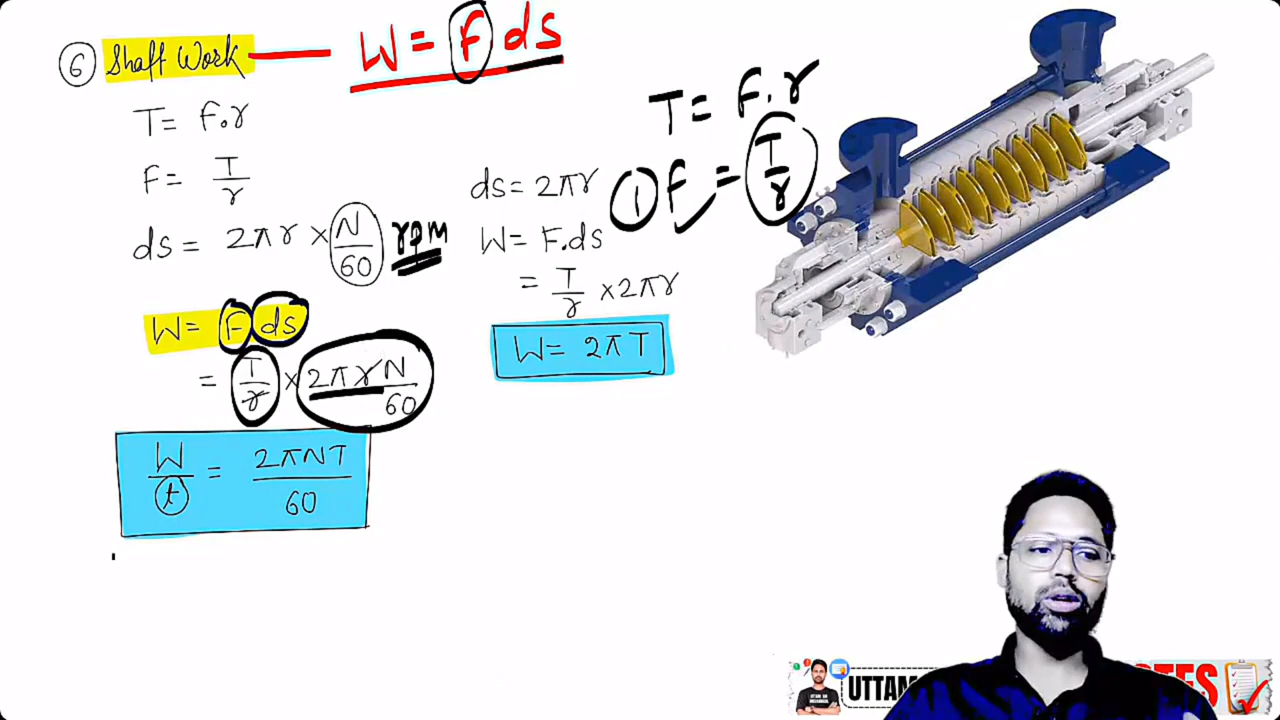 ⑥ Shaft Work — W = F ds
T = F.r
F = T/r
ds = 2πr × N/60 rpm
W = F ds
= T/r × 2πrN/60
W/t = 2πNT/60
ds = 2πr
W = F.ds
= T/r × 2πr
W = 2πT
T = F.r
① F = T/r
UTTAM
TES